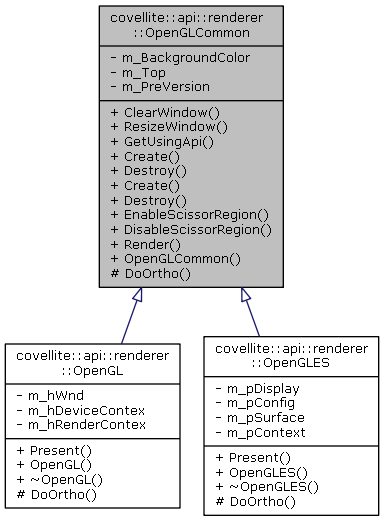 covellite::api::renderer
::OpenGLCommon
- m_BackgroundColor
- m_Top
- m_PreVersion
+ ClearWindow()
+ ResizeWindow()
+ GetUsingApi()
+ Create()
+ Destroy()
+ Create()
+ Destroy()
+ EnableScissorRegion()
+ DisableScissorRegion()
+ Render()
+ OpenGLCommon()
# DoOrtho()
covellite::api::renderer
::OpenGL
- m_hWnd
- m_hDeviceContex
- m_hRenderContex
+ Present()
+ OpenGL()
+ ~OpenGL()
# DoOrtho()
covellite::api::renderer
::OpenGLES
- m_pDisplay
- m_pConfig
- m_pSurface
- m_pContext
+ Present()
+ OpenGLES()
+ ~OpenGLES()
# DoOrtho()